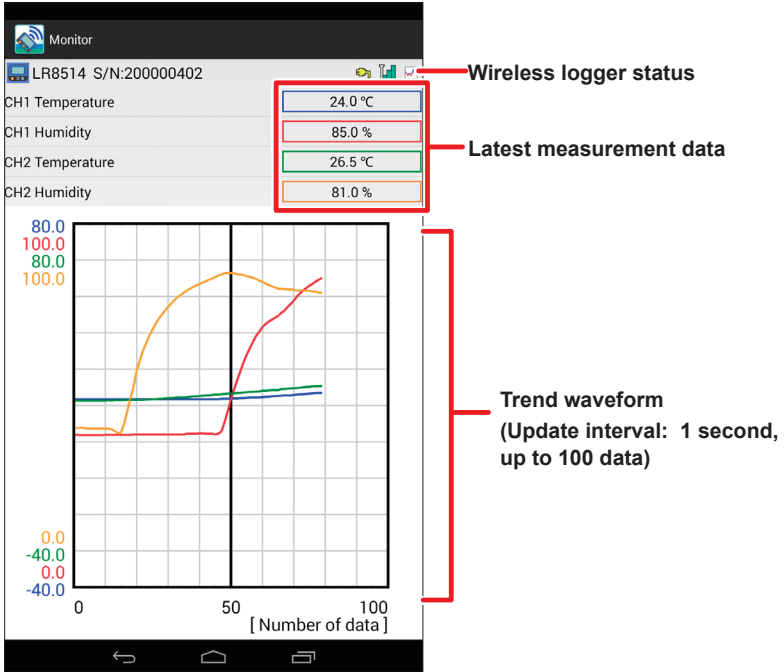 Monitor
LR8514 S/N:200000402
Wireless logger status
CH1 Temperature 24.0 ℃
CH1 Humidity 85.0 %
CH2 Temperature 26.5 ℃
CH2 Humidity 81.0 %
Latest measurement data
80.0
100.0
80.0
100.0
Trend waveform
(Update interval: 1 second,
up to 100 data)
0.0
-40.0
0.0
-40.0
0 50 100
[ Number of data ]